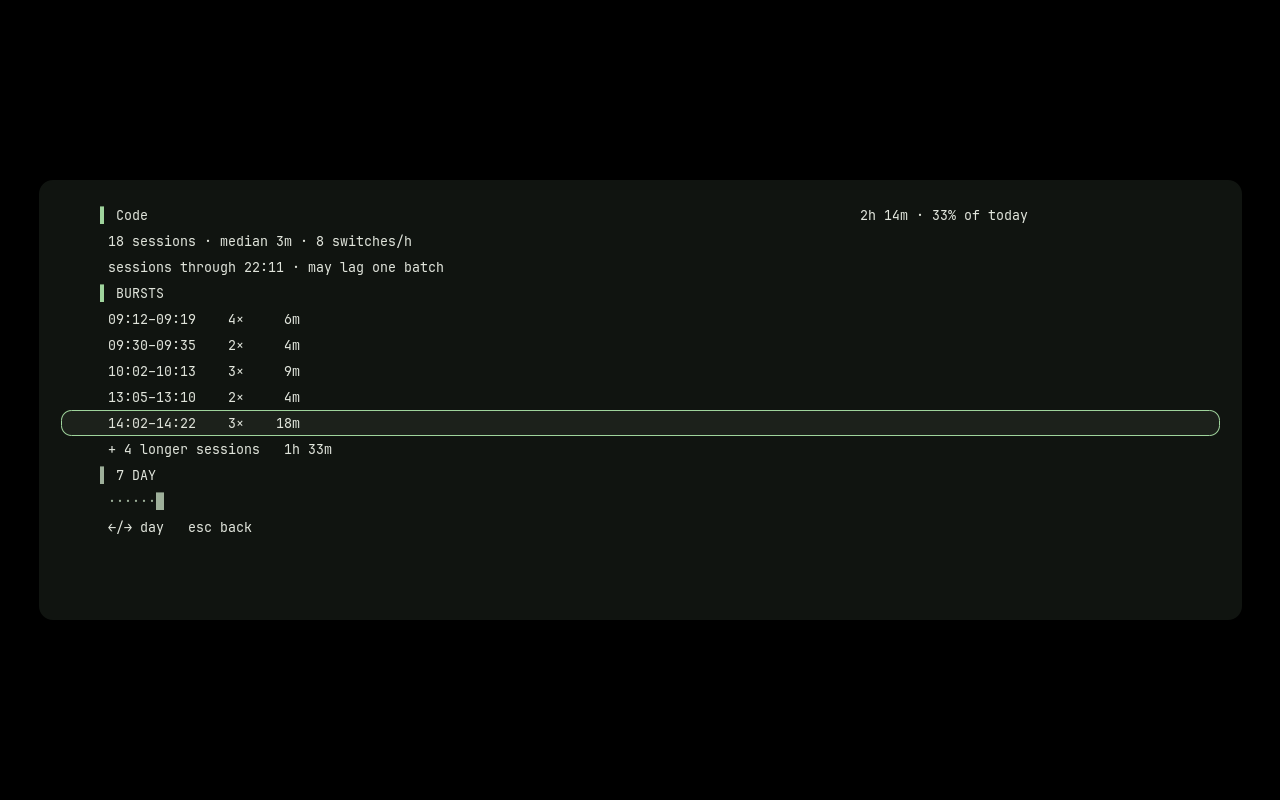 Code 2h 14m · 33% of today
18 sessions · median 3m · 8 switches/h
sessions through 22:11 · may lag one batch
BURSTS
09:12–09:19 4× 6m
09:30–09:35 2× 4m
10:02–10:13 3× 9m
13:05–13:10 2× 4m
14:02–14:22 3× 18m
+ 4 longer sessions 1h 33m
7 DAY
······█
←/→ day esc back